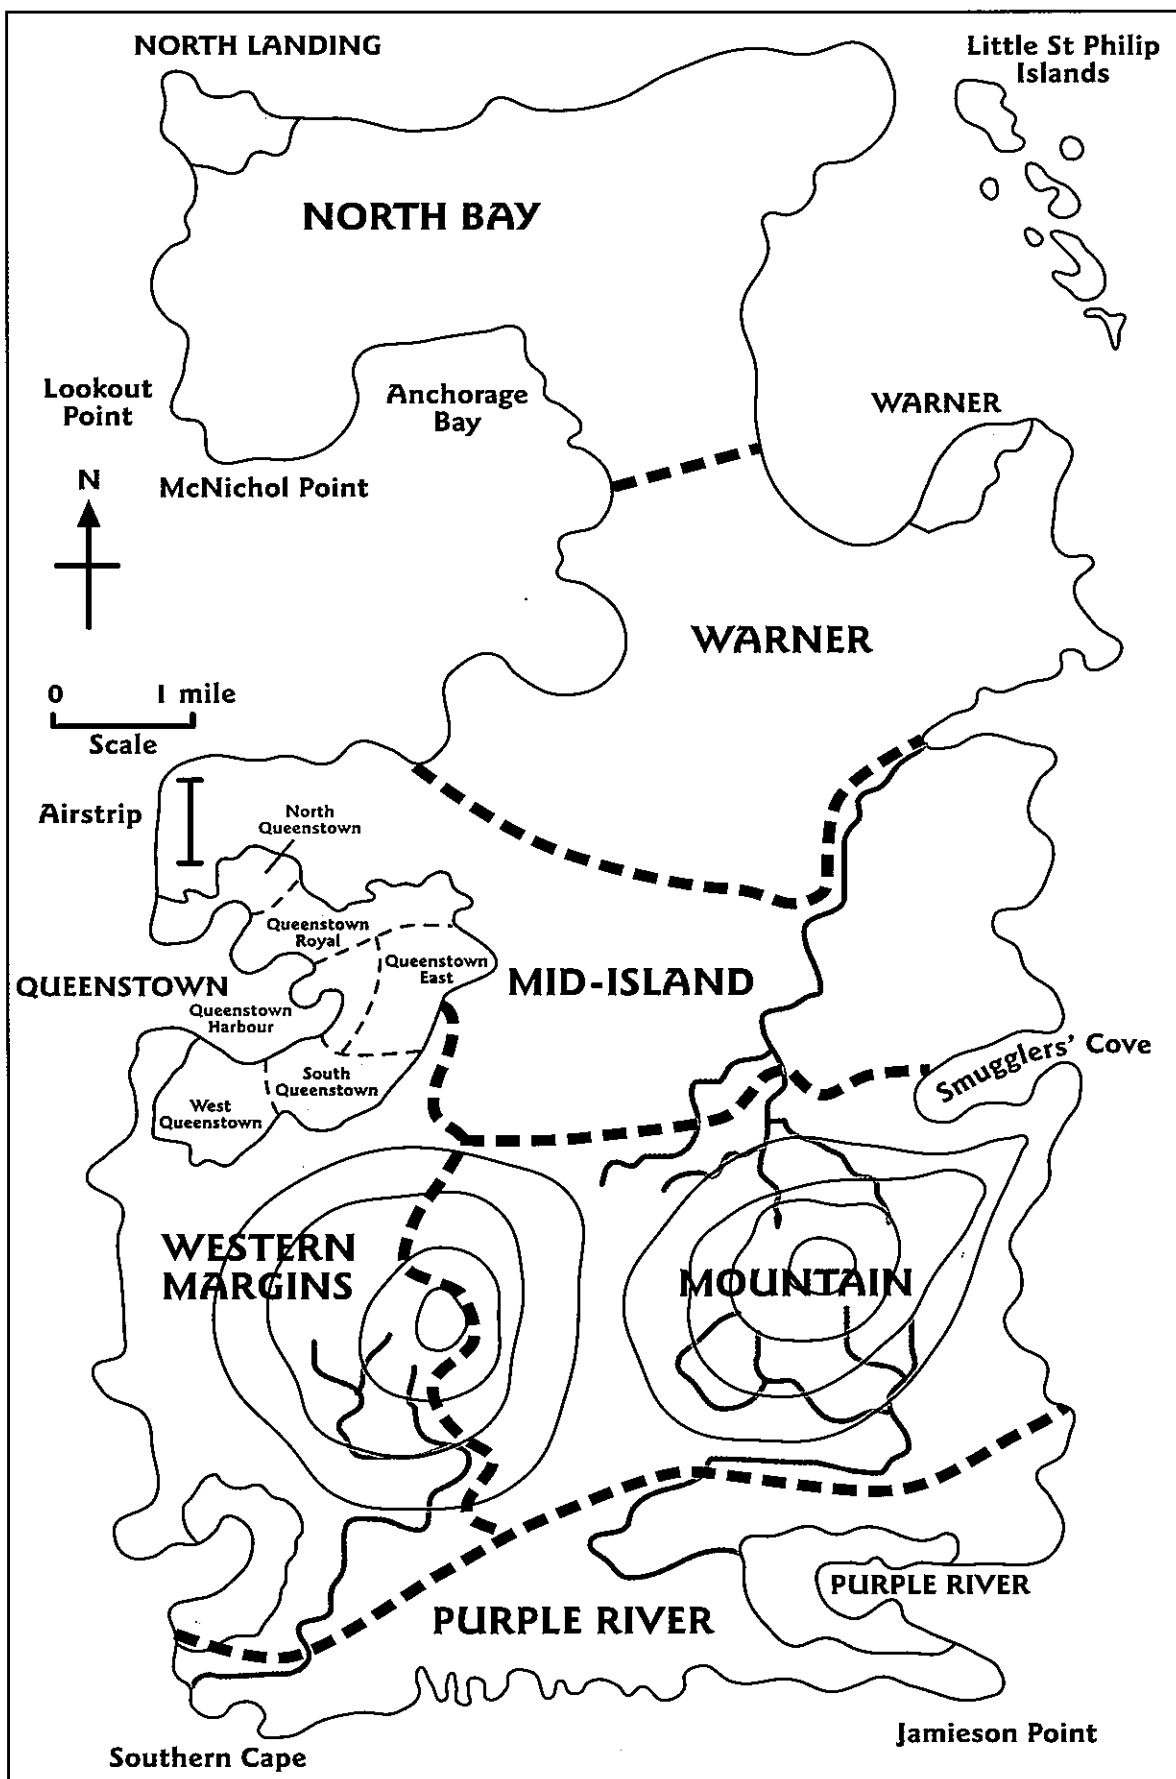 NORTH LANDING
Little St Philip
Islands
NORTH BAY
Lookout
Point
Anchorage
Bay
WARNER
N
McNichol Point
WARNER
0 1 mile
Scale
Airstrip
North
Queenstown
Queenstown
Royal
Queenstown
East
QUEENSTOWN
MID-ISLAND
Queenstown
Harbour
Smugglers' Cove
South
Queenstown
West
Queenstown
WESTERN
MARGINS
MOUNTAIN
PURPLE RIVER
PURPLE RIVER
Jamieson Point
Southern Cape